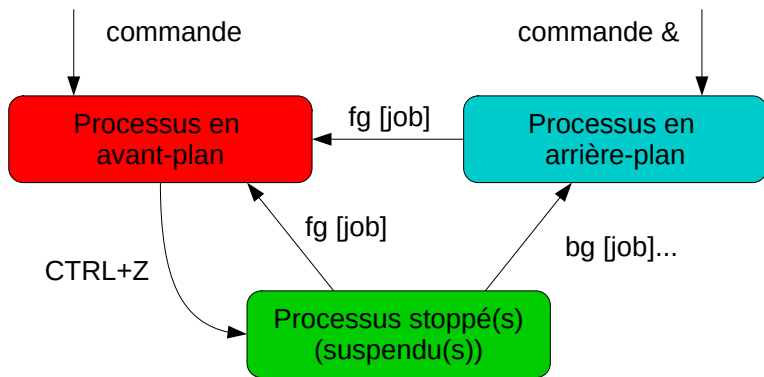 commande
commande &
Processus en
avant-plan
fg [job]
Processus en
arrière-plan
fg [job]
bg [job]...
CTRL+Z
Processus stoppé(s)
(suspendu(s))